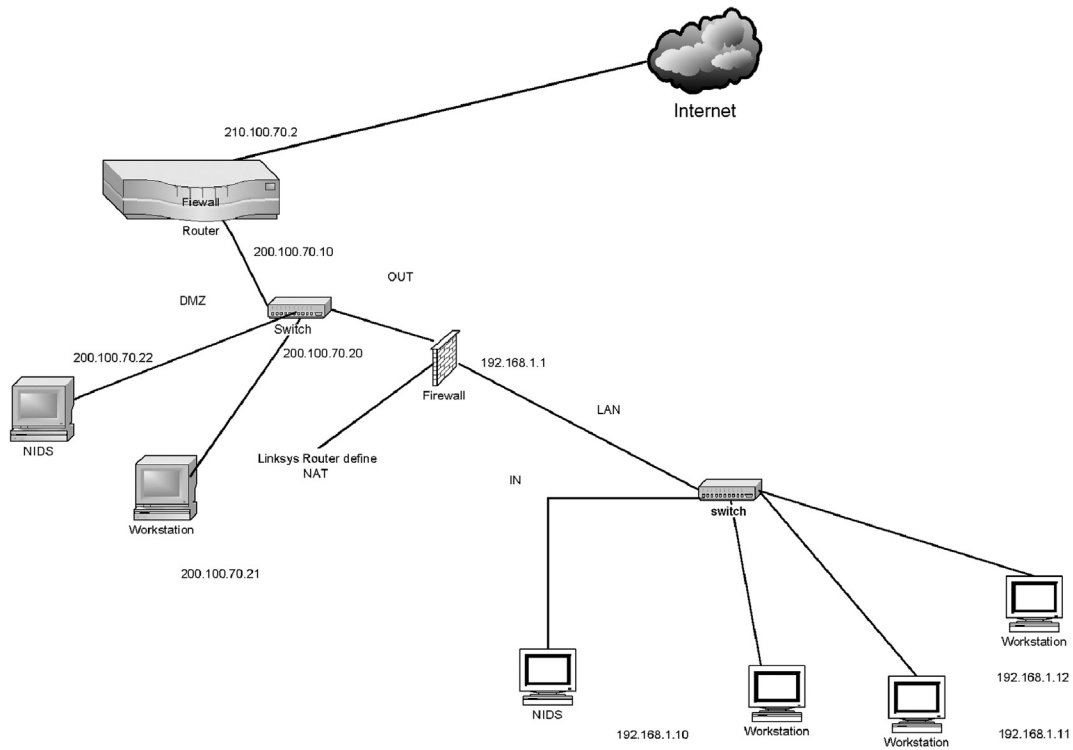 Internet
210.100.70.2
Fiewall
Router
200.100.70.10
OUT
DMZ
Switch
200.100.70.22
200.100.70.20
192.168.1.1
Firewall
LAN
NIDS
Linksys Router define
NAT
IN
switch
Workstation
200.100.70.21
Workstation
192.168.1.12
NIDS
192.168.1.10
Workstation
Workstation
192.168.1.11